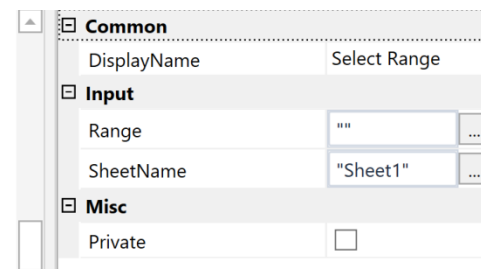 Common
DisplayName Select Range
Input
Range "" ...
SheetName "Sheet1" ...
Misc
Private